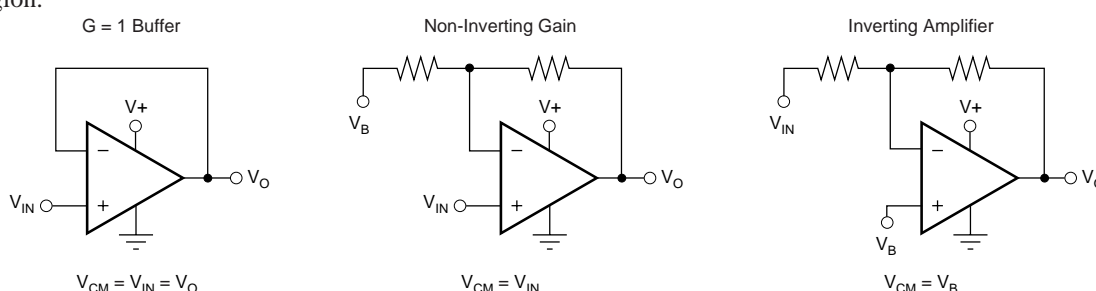 G = 1 Buffer
Non-Inverting Gain
Inverting Amplifier
V+
−
+
V_IN
V_O
V_CM = V_IN = V_O
V_B
V+
−
+
V_IN
V_O
V_CM = V_IN
V_IN
V+
−
+
V_B
V_O
V_CM = V_B